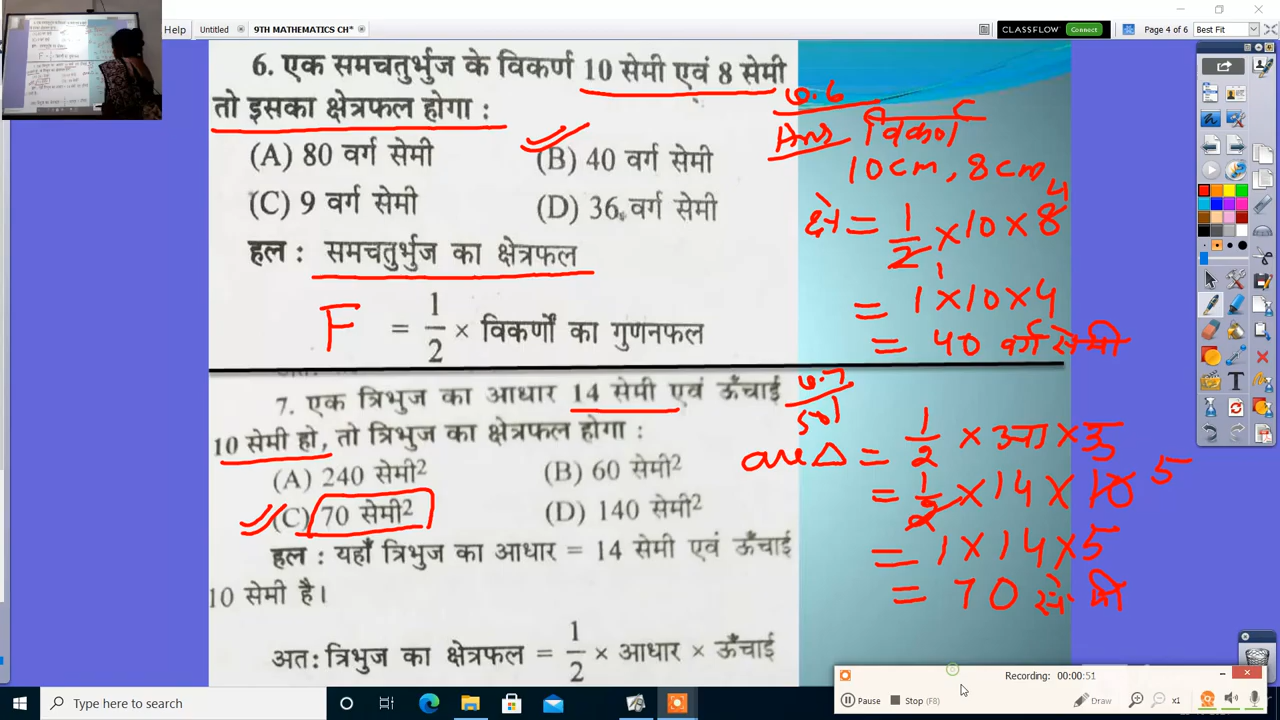 Help
Untitled
9TH MATHEMATICS CH*
CLASSFLOW Connect
Page 4 of 6
Best Fit
6. एक समचतुर्भुज के विकर्ण 10 सेमी एवं 8 सेमी
तो इसका क्षेत्रफल होगा :
(A) 80 वर्ग सेमी (B) 40 वर्ग सेमी
(C) 9 वर्ग सेमी (D) 36 वर्ग सेमी
हल : समचतुर्भुज का क्षेत्रफल
F = 1/2 × विकर्णों का गुणनफल
Ans विकर्ण
10cm, 8cm
क्षे = 1/2 × 10 × 8 4
1
= 1 × 10 × 4
= 40 वर्ग सेमी
7. एक त्रिभुज का आधार 14 सेमी एवं ऊँचाई
10 सेमी हो, तो त्रिभुज का क्षेत्रफल होगा :
(A) 240 सेमी² (B) 60 सेमी²
(C) 70 सेमी² (D) 140 सेमी²
हल : यहाँ त्रिभुज का आधार = 14 सेमी एवं ऊँचाई
10 सेमी है।
अत: त्रिभुज का क्षेत्रफल = 1/2 × आधार × ऊँचाई
are Δ = 1/2 × आ × ऊ
= 1/2 × 14 × 10 5
= 1 × 14 × 5
= 70 से. मी
Recording: 00:00:51
Pause Stop (F8) Draw x1
Type here to search